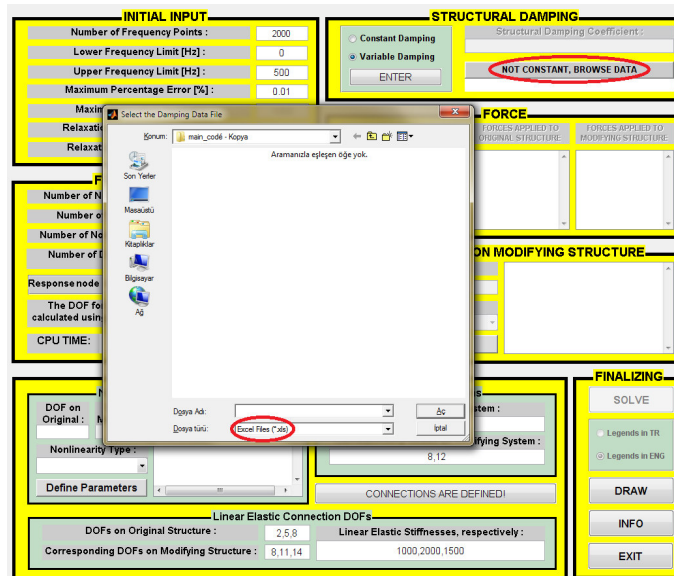 INITIAL INPUT
Number of Frequency Points : 2000
Lower Frequency Limit [Hz] : 0
Upper Frequency Limit [Hz] : 500
Maximum Percentage Error [%] : 0.01
Maxim
Relaxatio
Relaxat
STRUCTURAL DAMPING
Constant Damping
Variable Damping
ENTER
Structural Damping Coefficient :
NOT CONSTANT, BROWSE DATA
Select the Damping Data File
Konum: main_codé - Kopya
Aramanızla eşleşen öğe yok.
Son Yerler
Masaüstü
Kitaplıklar
Bilgisayar
Ağ
Dosya Adı: Aç
Dosya türü: Excel Files (*.xls) İptal
FORCE
FORCES APPLIED TO
ORIGINAL STRUCTURE
FORCES APPLIED TO
MODIFYING STRUCTURE
F
Number of N
Number o
Number of No
Number of D
Response node
The DOF fo
calculated usin
CPU TIME:
ON MODIFYING STRUCTURE
N
DOF on
Original :
M
Nonlinearity Type :
Define Parameters
s
stem :
ifying System :
8,12
CONNECTIONS ARE DEFINED!
Linear Elastic Connection DOFs
DOFs on Original Structure : 2,5,8
Linear Elastic Stiffnesses, respectively :
Corresponding DOFs on Modifying Structure : 8,11,14
1000,2000,1500
FINALIZING
SOLVE
Legends in TR
Legends in ENG
DRAW
INFO
EXIT